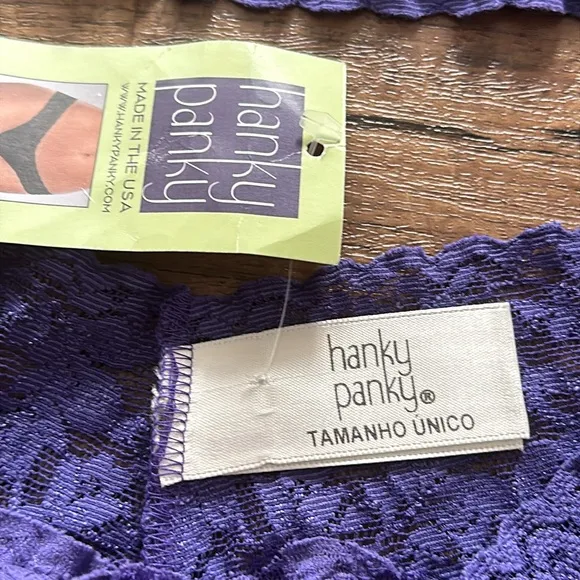 hanky
panky
MADE IN THE USA
WWW.HANKYPANKY.COM
hanky
panky®
TAMANHO ÚNICO